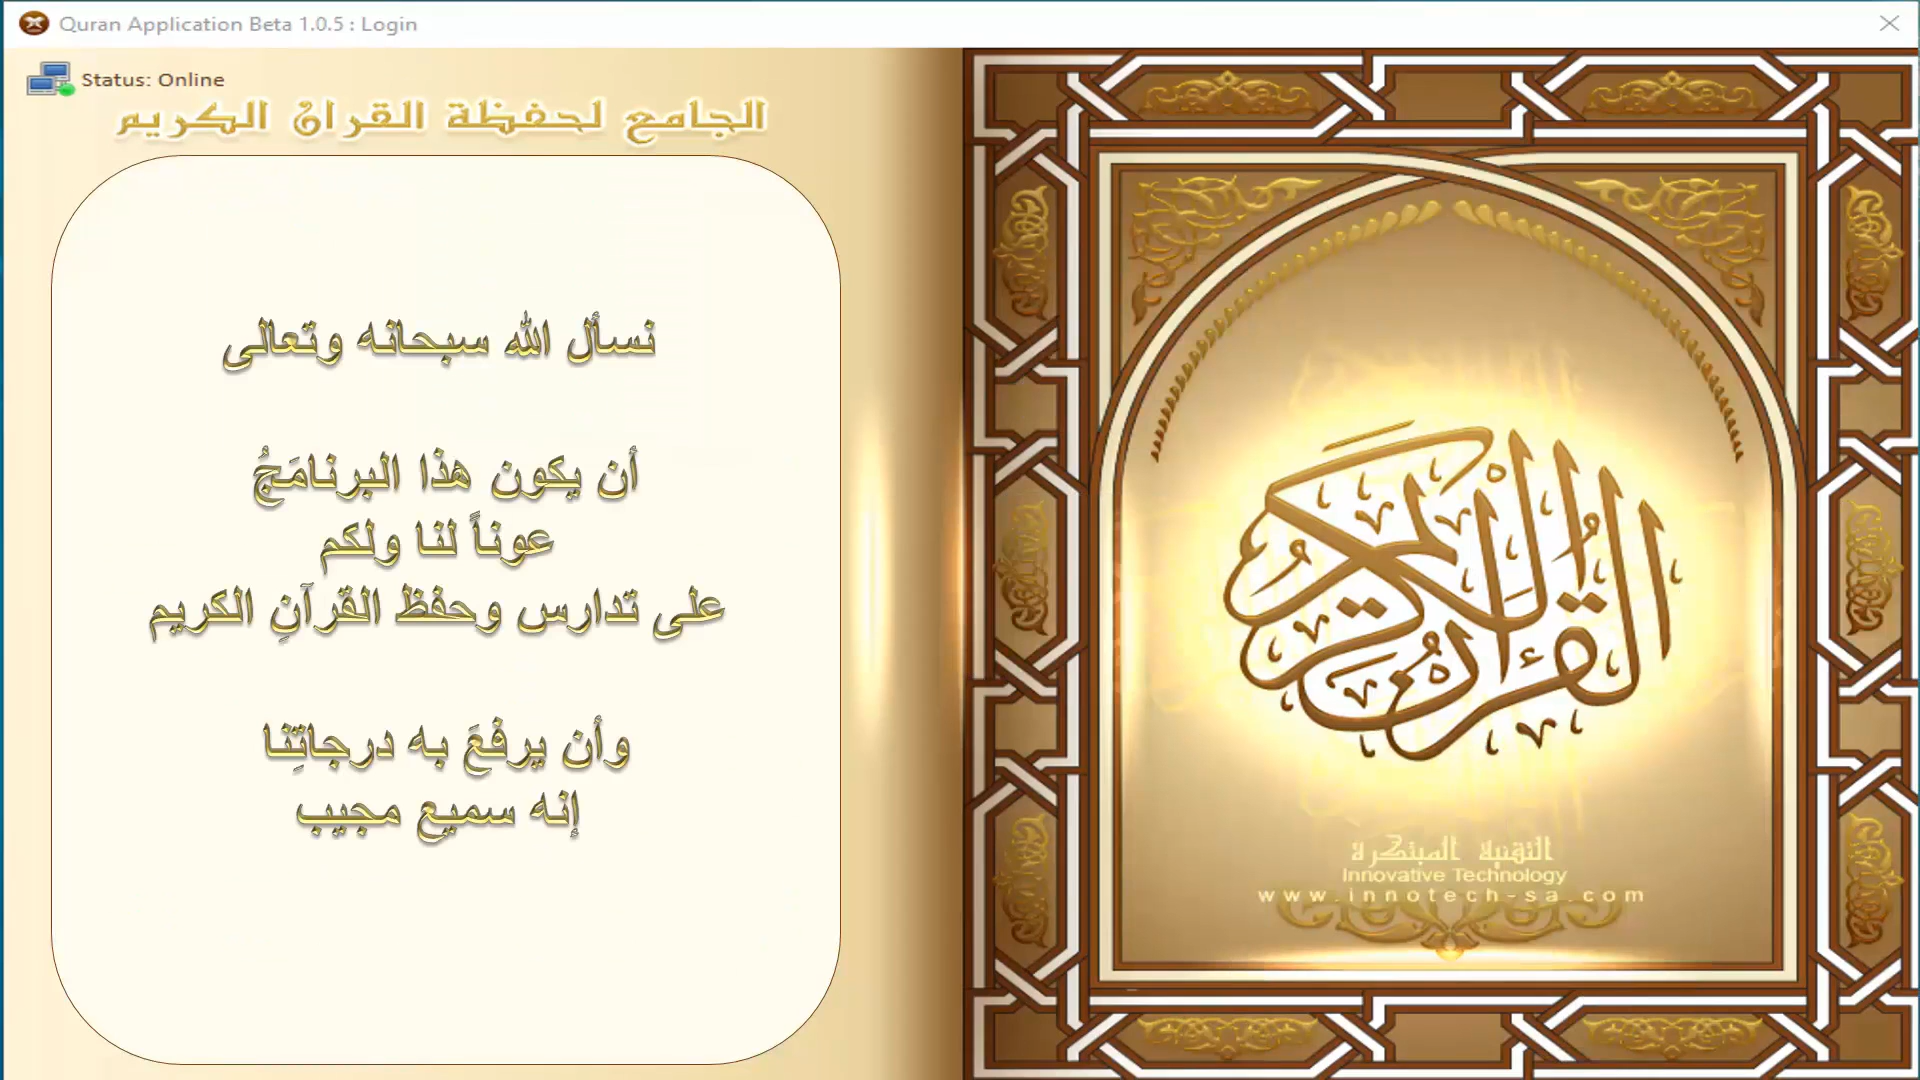 Quran Application Beta 1.0.5 : Login
Status: Online
الجامع لحفظة القران الكريم
نسأل الله سبحانه وتعالى
أن يكون هذا البرنامَجُ
عوناً لنا ولكم
على تدارس وحفظ القرآنِ الكريم
وأن يرفعَ به درجاتِنا
إنه سميع مجيب
القرآن الكريم
التقنية المبتكرة
Innovative Technology
www.innotech-sa.com